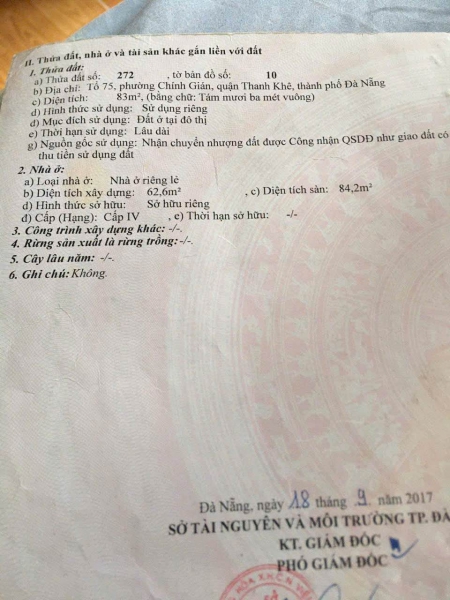 II. Thửa đất, nhà ở và tài sản khác gắn liền với đất
1. Thửa đất:
a) Thửa đất số: 272 , tờ bản đồ số: 10
b) Địa chỉ: Tổ 75, phường Chính Gián, quận Thanh Khê, thành phố Đà Nẵng
c) Diện tích: 83m², (bằng chữ: Tám mươi ba mét vuông)
d) Hình thức sử dụng: Sử dụng riêng
đ) Mục đích sử dụng: Đất ở tại đô thị
e) Thời hạn sử dụng: Lâu dài
g) Nguồn gốc sử dụng: Nhận chuyển nhượng đất được Công nhận QSDĐ như giao đất có
thu tiền sử dụng đất
2. Nhà ở:
a) Loại nhà ở: Nhà ở riêng lẻ
b) Diện tích xây dựng: 62,6m² , c) Diện tích sàn: 84,2m²
d) Hình thức sở hữu: Sở hữu riêng
đ) Cấp (Hạng): Cấp IV , e) Thời hạn sở hữu: -/-
3. Công trình xây dựng khác: -/-.
4. Rừng sản xuất là rừng trồng: -/-.
5. Cây lâu năm: -/-.
6. Ghi chú: Không.
Đà Nẵng, ngày 18 tháng 9 năm 2017
SỞ TÀI NGUYÊN VÀ MÔI TRƯỜNG TP. ĐÀ
KT. GIÁM ĐỐC
PHÓ GIÁM ĐỐC